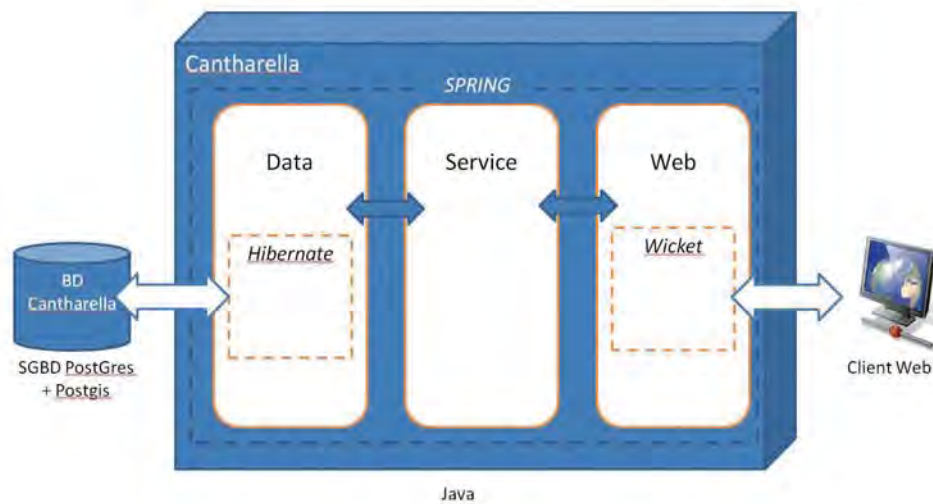 Cantharella
SPRING
Data
Service
Web
Hibernate
Wicket
BD
Cantharella
SGBD PostGres
+ Postgis
Client Web
Java